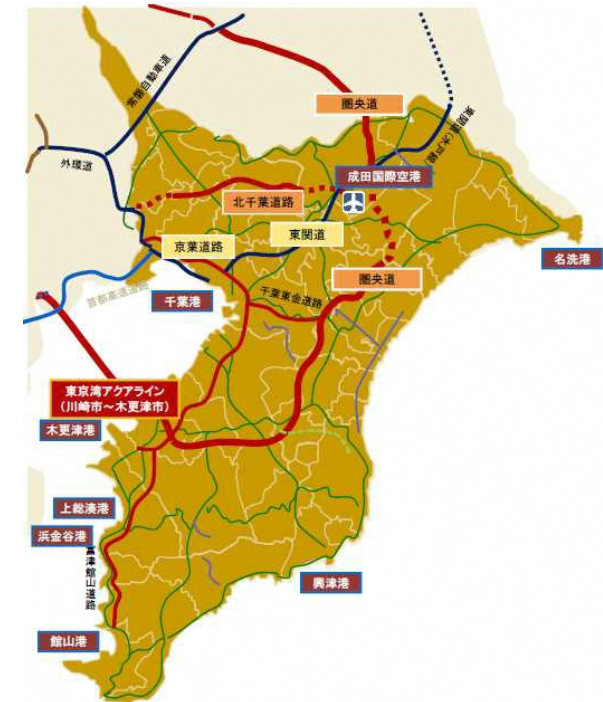 常磐自動車道
圏央道
東関道(水戸線)
外環道
成田国際空港
北千葉道路
東関道
京葉道路
名洗港
圏央道
首都高速道路
千葉港
千葉東金道路
東京湾アクアライン
(川崎市～木更津市)
木更津港
上総湊港
浜金谷港
富津館山道路
興津港
館山港